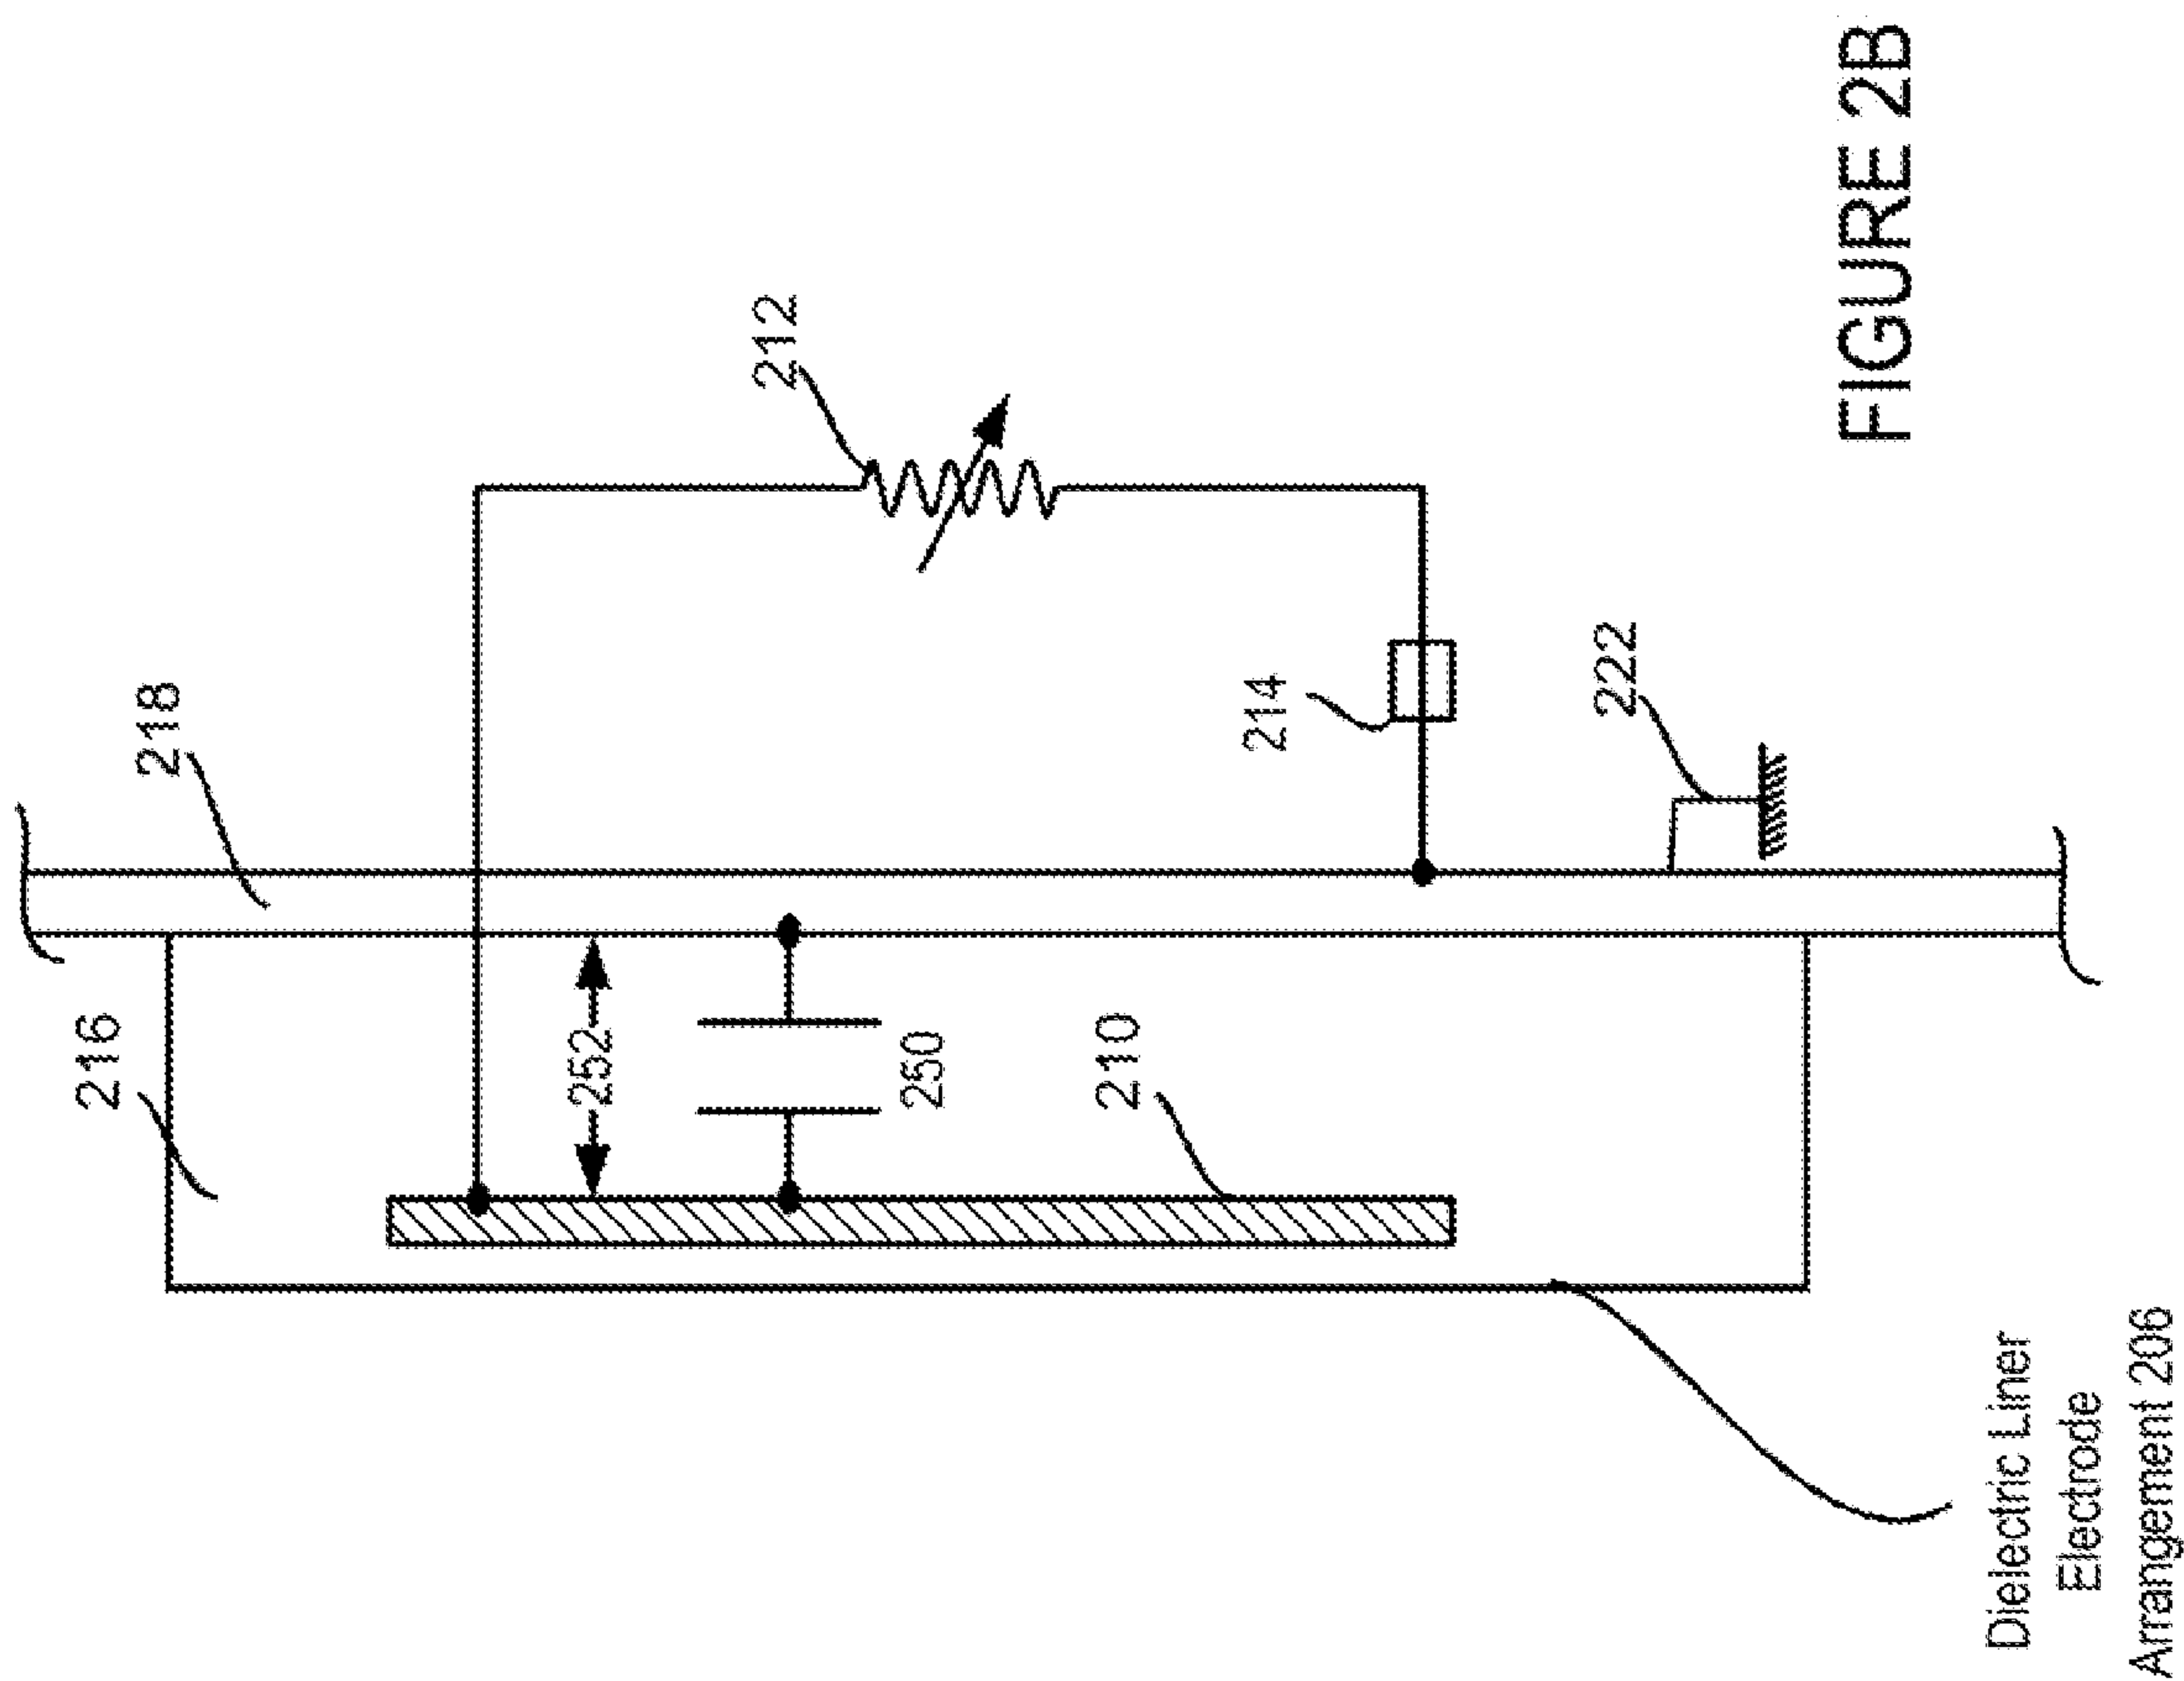 216
218
252
250
212
210
214
222
Dielectric Liner
Electrode
Arrangement 206
FIGURE 2B